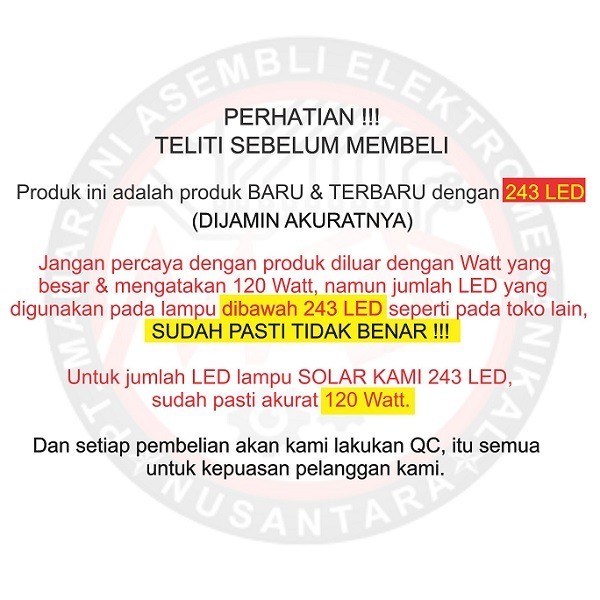 PERHATIAN !!!
TELITI SEBELUM MEMBELI
Produk ini adalah produk BARU & TERBARU dengan 243 LED
(DIJAMIN AKURATNYA)
Jangan percaya dengan produk diluar dengan Watt yang
besar & mengatakan 120 Watt, namun jumlah LED yang
digunakan pada lampu dibawah 243 LED seperti pada toko lain,
SUDAH PASTI TIDAK BENAR !!!
Untuk jumlah LED lampu SOLAR KAMI 243 LED,
sudah pasti akurat 120 Watt.
Dan setiap pembelian akan kami lakukan QC, itu semua
untuk kepuasan pelanggan kami.
NUSANTARA